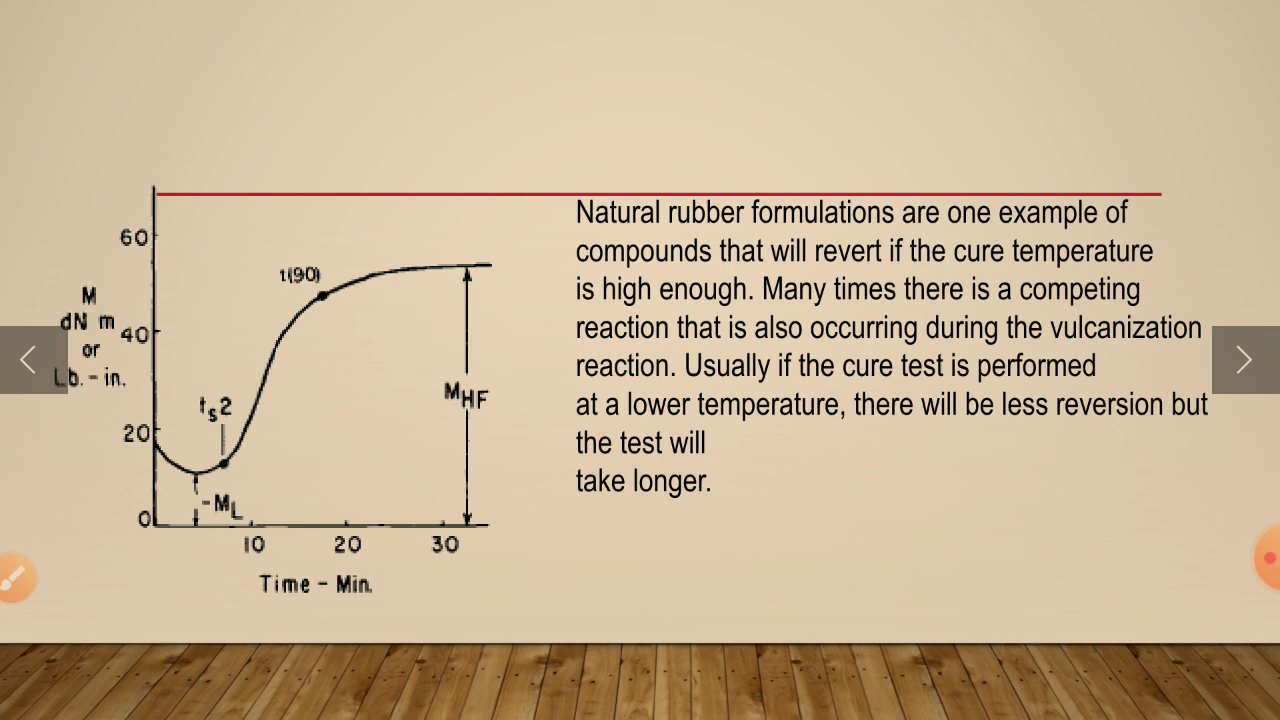 Natural rubber formulations are one example of
compounds that will revert if the cure temperature
is high enough. Many times there is a competing
reaction that is also occurring during the vulcanization
reaction. Usually if the cure test is performed
at a lower temperature, there will be less reversion but
the test will
take longer.
60
M
dN m
or
Lb. - in.
40
20
0
t(90)
ts2
MHF
-ML
10 20 30
Time - Min.